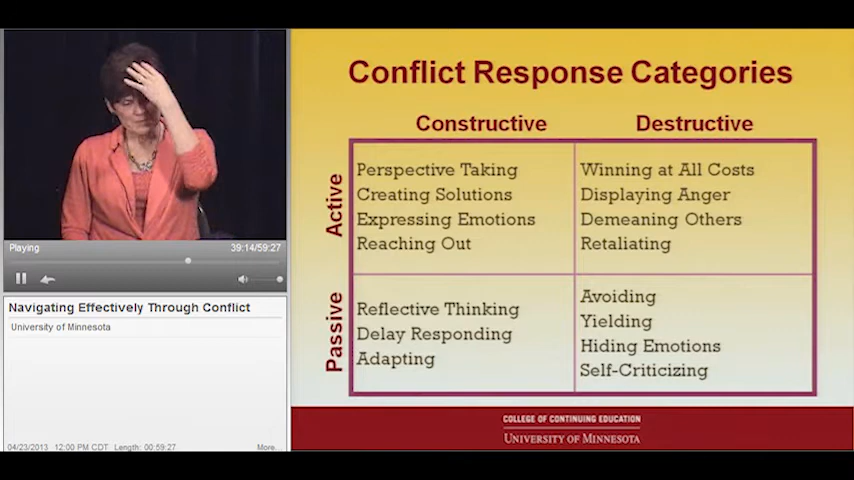 Conflict Response Categories
Constructive
Destructive
Active
Perspective Taking
Creating Solutions
Expressing Emotions
Reaching Out
Winning at All Costs
Displaying Anger
Demeaning Others
Retaliating
Passive
Reflective Thinking
Delay Responding
Adapting
Avoiding
Yielding
Hiding Emotions
Self-Criticizing
COLLEGE OF CONTINUING EDUCATION
UNIVERSITY OF MINNESOTA
Playing
39:14/59:27
Navigating Effectively Through Conflict
University of Minnesota
04/23/2013 12:00 PM CDT Length: 00:59:27
More...